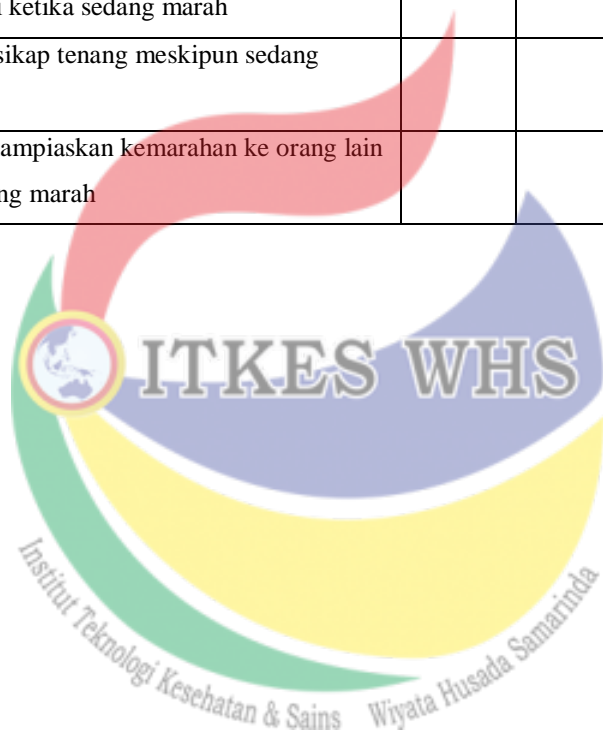 ketika sedang marah
sikap tenang meskipun sedang
ampiaskan kemarahan ke orang lain
ng marah
ITKES WHS
Institut Teknologi Kesehatan & Sains Wiyata Husada Samarinda